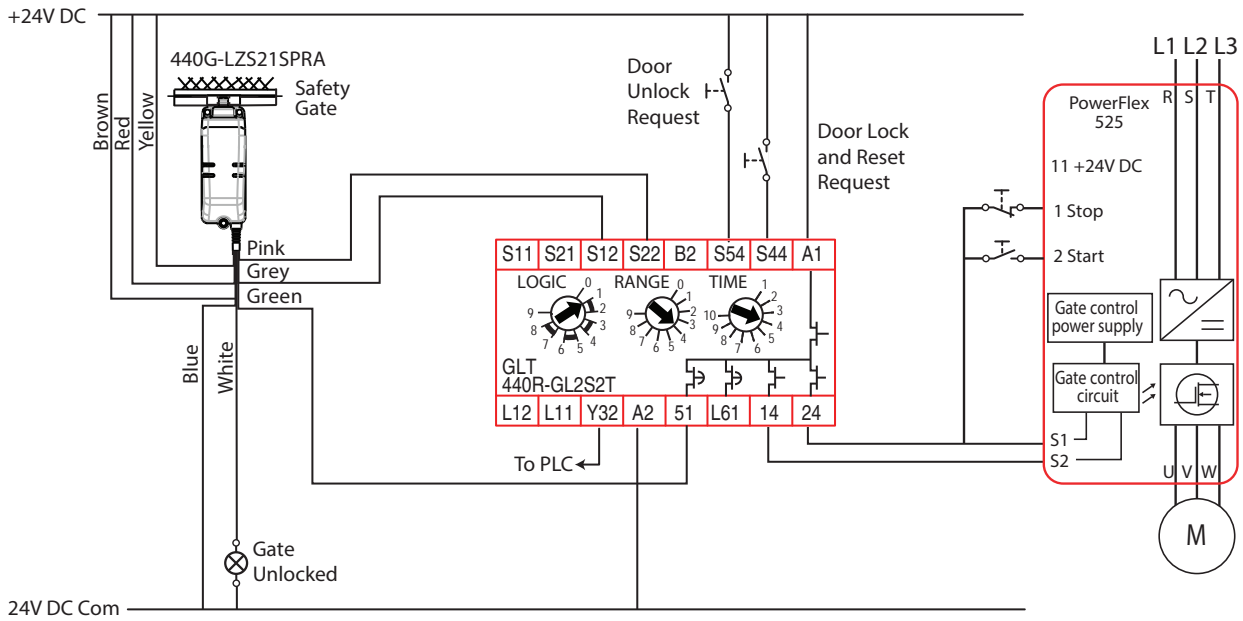 +24V DC
440G-LZS21SPRA
Safety
Gate
Brown
Red
Yellow
Pink
Grey
Green
Blue
White
Gate
Unlocked
24V DC Com
Door
Unlock
Request
Door Lock
and Reset
Request
S11 S21 S12 S22 B2 S54 S44 A1
LOGIC RANGE TIME
0 1 2 3 4 5 6 7 8 9
0 1 2 3 4 5 6 7 8 9
1 2 3 4 5 6 7 8 9 10
GLT
440R-GL2S2T
L12 L11 Y32 A2 51 L61 14 24
To PLC
L1 L2 L3
R S T
PowerFlex
525
11 +24V DC
1 Stop
2 Start
Gate control
power supply
Gate control
circuit
S1
S2
U V W
M